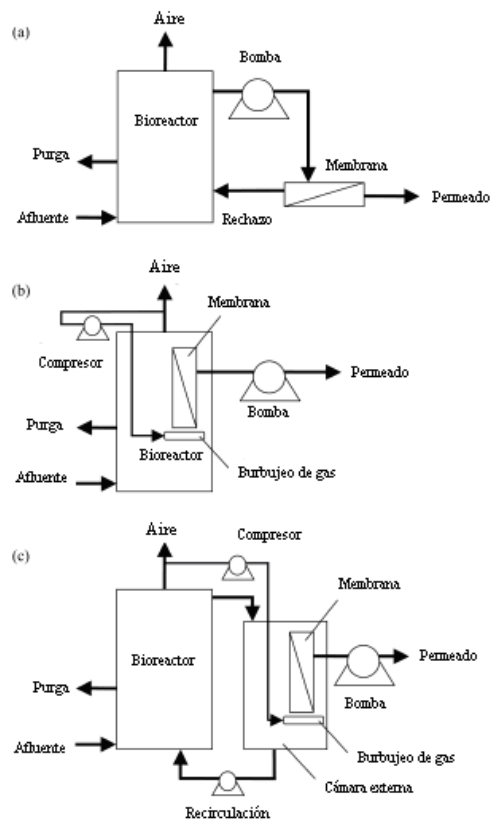 (a)
Aire
Bomba
Bioreactor
Purga
Membrana
Afluente
Rechazo
Permeado
(b)
Aire
Membrana
Compresor
Permeado
Bomba
Purga
Bioreactor
Afluente
Burbujeo de gas
(c)
Aire
Compresor
Membrana
Bioreactor
Permeado
Purga
Bomba
Afluente
Burbujeo de gas
Cámara externa
Recirculación